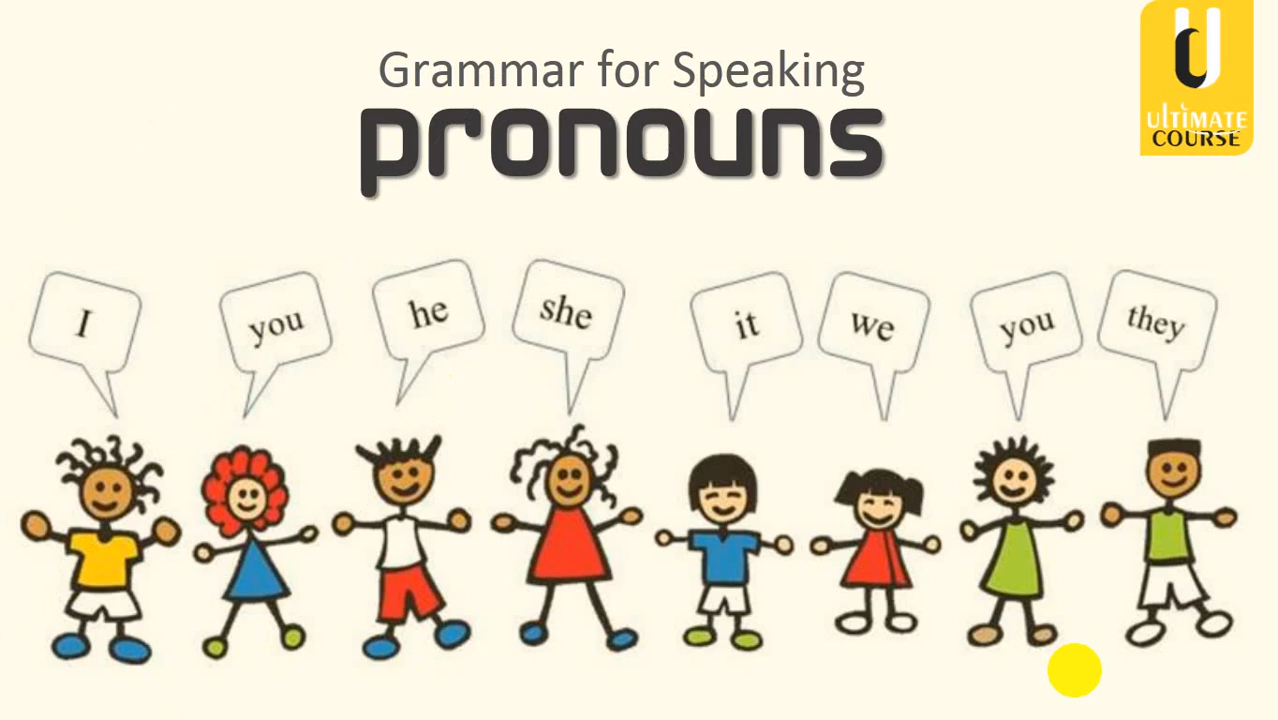 Grammar for Speaking
pronouns
ULTIMATE
COURSE
I
you
he
she
it
we
you
they